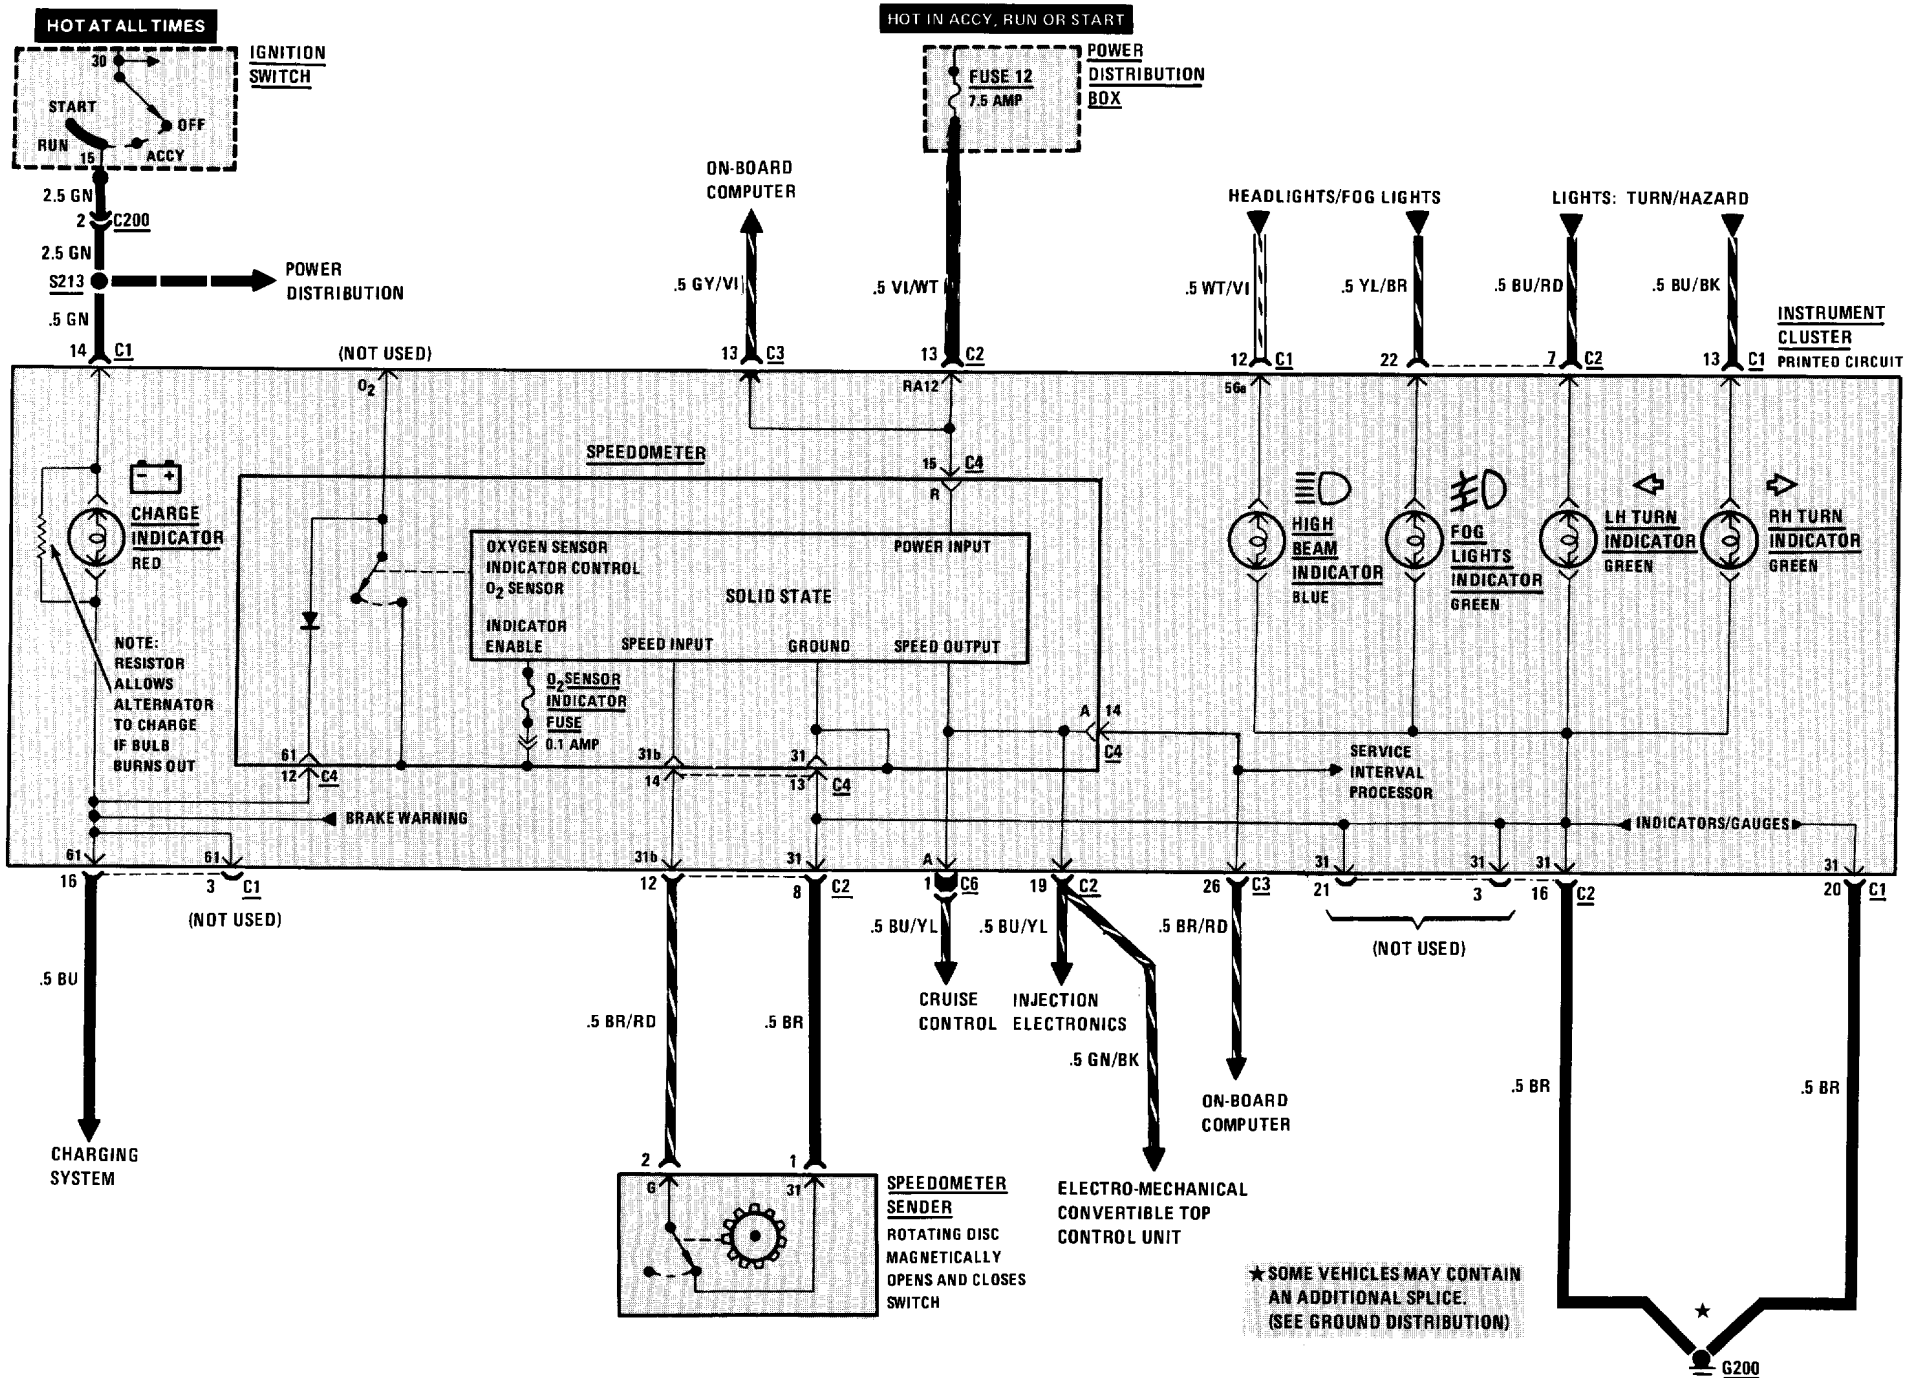 HOT AT ALL TIMES
IGNITION
SWITCH
30
START
OFF
RUN
15
ACCY
2.5 GN
2
C200
2.5 GN
S213
POWER
DISTRIBUTION
.5 GN
14
C1
HOT IN ACCY, RUN OR START
POWER
DISTRIBUTION
BOX
FUSE 12
7.5 AMP
ON-BOARD
COMPUTER
.5 GY/VI
.5 VI/WT
13
C3
13
C2
HEADLIGHTS/FOG LIGHTS
LIGHTS: TURN/HAZARD
.5 WT/VI
.5 YL/BR
.5 BU/RD
.5 BU/BK
12
C1
22
7
C2
13
C1
INSTRUMENT
CLUSTER
PRINTED CIRCUIT
(NOT USED)
O2
RA12
56a
SPEEDOMETER
15
C4
R
CHARGE
INDICATOR
RED
OXYGEN SENSOR
INDICATOR CONTROL
O2 SENSOR
POWER INPUT
SOLID STATE
INDICATOR
ENABLE
SPEED INPUT
GROUND
SPEED OUTPUT
HIGH
BEAM
INDICATOR
BLUE
FOG
LIGHTS
INDICATOR
GREEN
LH TURN
INDICATOR
GREEN
RH TURN
INDICATOR
GREEN
NOTE:
RESISTOR
ALLOWS
ALTERNATOR
TO CHARGE
IF BULB
BURNS OUT
O2 SENSOR
INDICATOR
FUSE
0.1 AMP
61
12
C4
31b
14
31
13
C4
A
14
C4
SERVICE
INTERVAL
PROCESSOR
BRAKE WARNING
INDICATORS/GAUGES
61
61
31b
31
A
31
31
31
31
16
3
C1
(NOT USED)
12
8
C2
1
C6
19
C2
26
C3
21
3
16
C2
20
C1
(NOT USED)
.5 BU
.5 BU/YL
.5 BU/YL
.5 BR/RD
CRUISE
CONTROL
INJECTION
ELECTRONICS
.5 BR/RD
.5 BR
.5 GN/BK
.5 BR
.5 BR
ON-BOARD
COMPUTER
CHARGING
SYSTEM
2
1
G
31
SPEEDOMETER
SENDER
ROTATING DISC
MAGNETICALLY
OPENS AND CLOSES
SWITCH
ELECTRO-MECHANICAL
CONVERTIBLE TOP
CONTROL UNIT
★ SOME VEHICLES MAY CONTAIN
AN ADDITIONAL SPLICE.
(SEE GROUND DISTRIBUTION)
★
G200